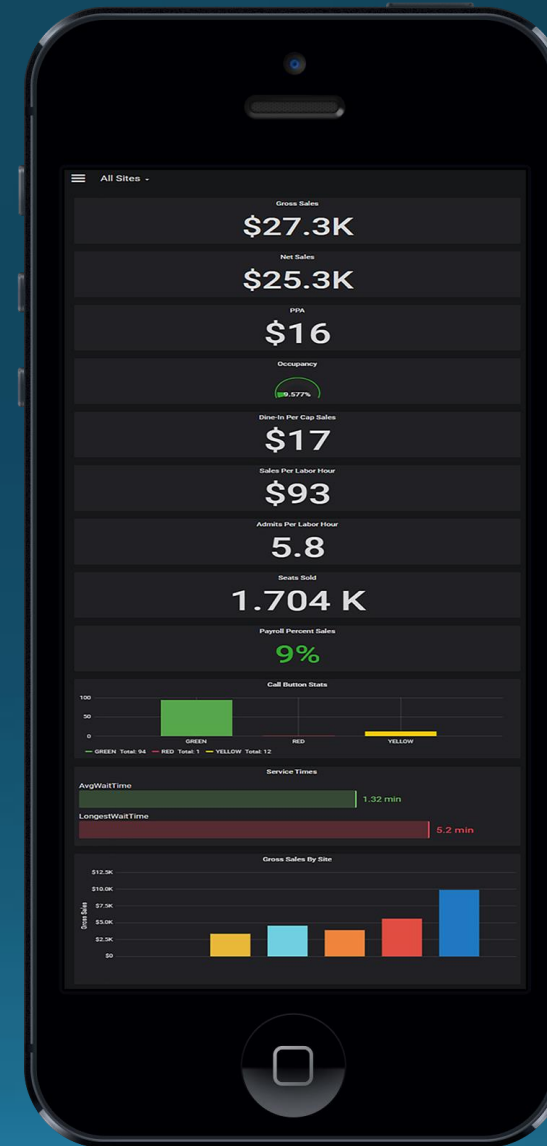 All Sites
Gross Sales
$27.3K
Net Sales
$25.3K
PPA
$16
Occupancy
9.577%
Dine-In Per Cap Sales
$17
Sales Per Labor Hour
$93
Admits Per Labor Hour
5.8
Seats Sold
1.704 K
Payroll Percent Sales
9%
Call Button Stats
100
50
0
GREEN RED YELLOW
GREEN Total: 94 RED Total: 1 YELLOW Total: 12
Service Times
AvgWaitTime
1.32 min
LongestWaitTime
5.2 min
Gross Sales By Site
Gross Sales
$12.5K
$10.0K
$7.5K
$5.0K
$2.5K
$0